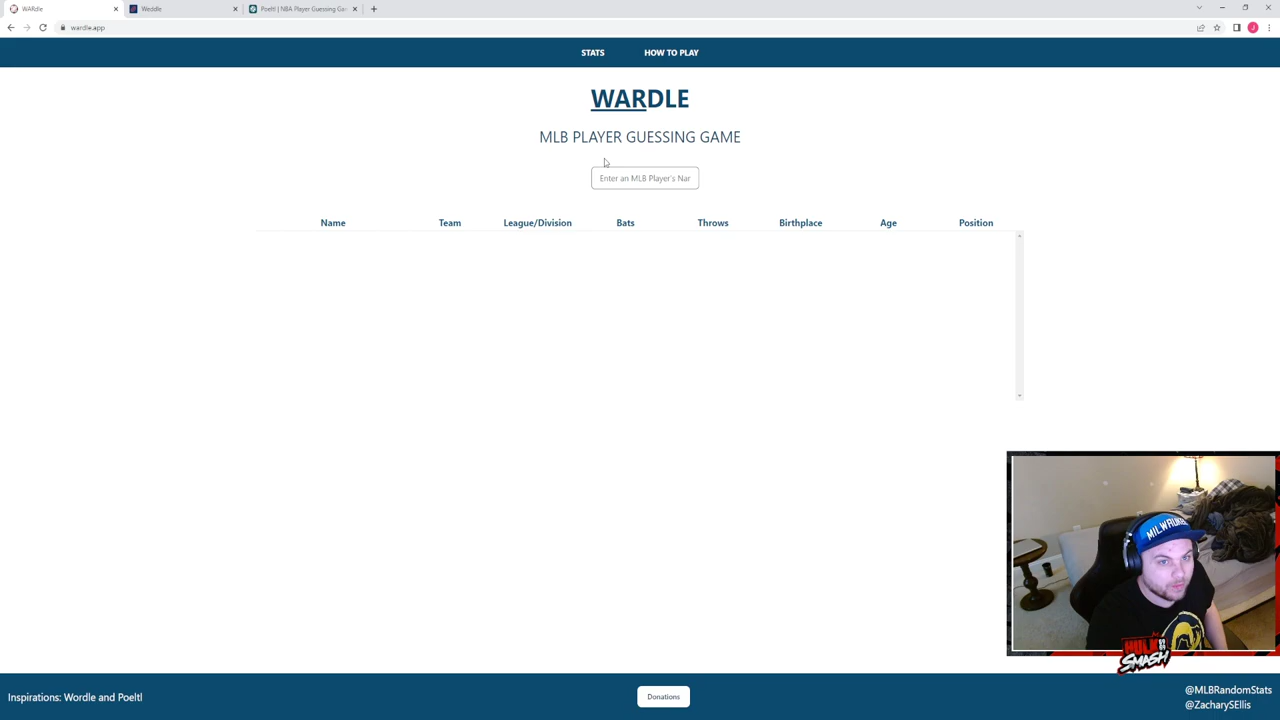 WARdle
Weddle
Poeltl | NBA Player Guessing Ga
wardle.app
J
STATS
HOW TO PLAY
WARDLE
MLB PLAYER GUESSING GAME
Enter an MLB Player's Nar
Name
Team
League/Division
Bats
Throws
Birthplace
Age
Position
MILWAUKEE
HULK
SMASH
Inspirations: Wordle and Poeltl
Donations
@MLBRandomStats
@ZacharySEllis